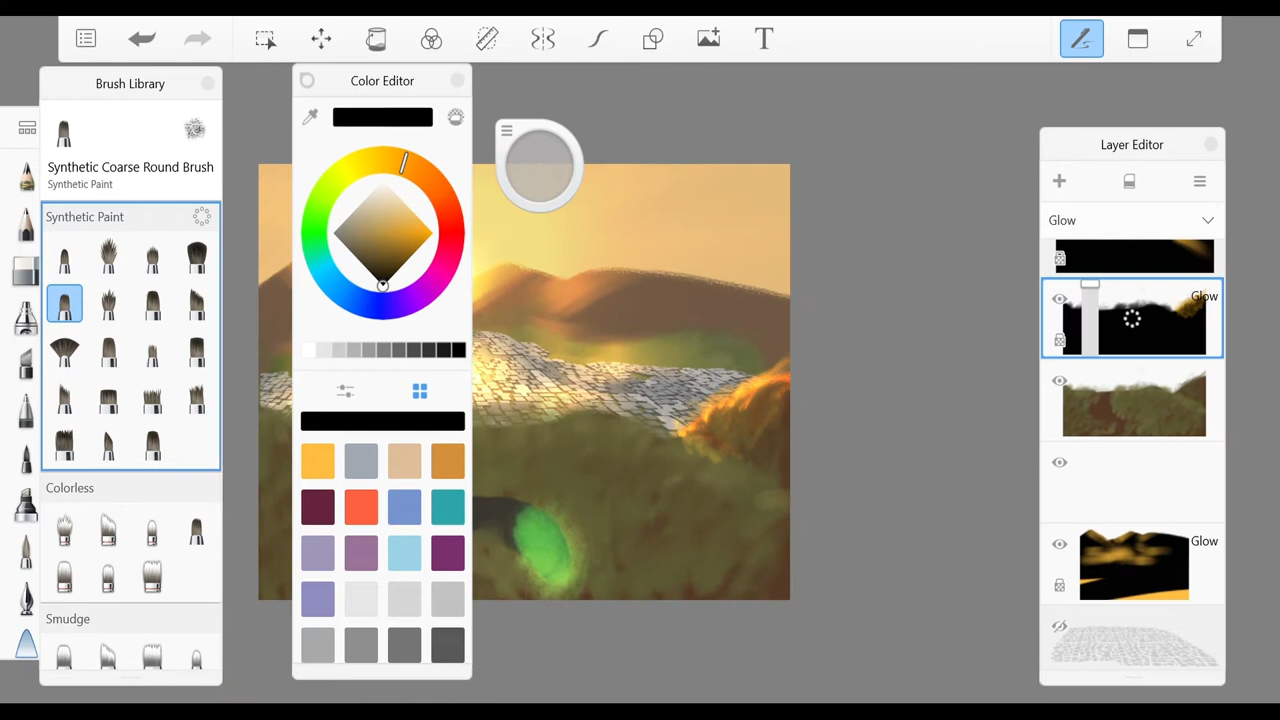 T
Brush Library
Color Editor
Synthetic Coarse Round Brush
Synthetic Paint
Synthetic Paint
Colorless
Smudge
Layer Editor
Glow
Glow
Glow